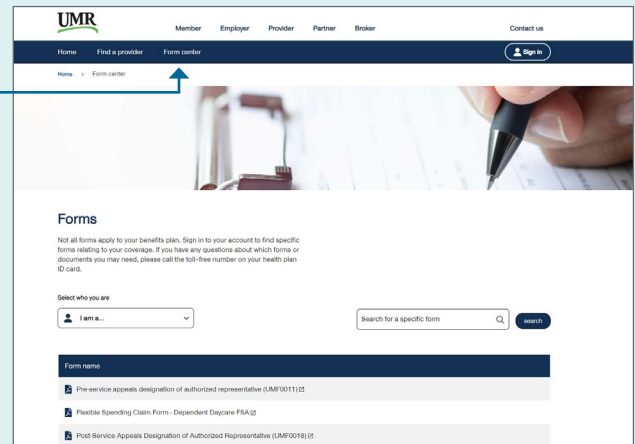 UMR
Member Employer Provider Partner Broker Contact us
Home Find a provider Form center Sign in
Home › Form center
Forms
Not all forms apply to your benefits plan. Sign in to your account to find specific
forms relating to your coverage. If you have any questions about which forms or
documents you may need, please call the toll-free number on your health plan
ID card.
Select who you are
I am a... Search for a specific form search
Form name
Pre-service appeals designation of authorized representative (UMF0011)
Flexible Spending Claim Form - Dependent Daycare FSA
Post-Service Appeals Designation of Authorized Representative (UMF0018)